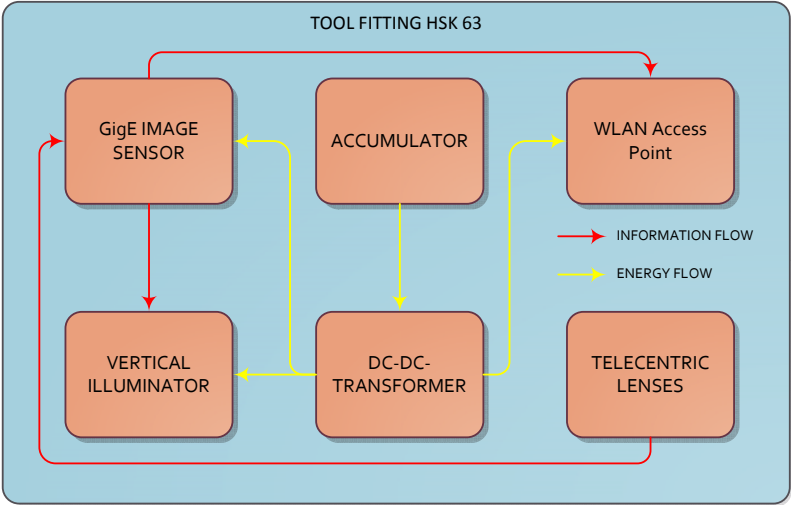 TOOL FITTING HSK 63
GigE IMAGE
SENSOR
ACCUMULATOR
WLAN Access
Point
INFORMATION FLOW
ENERGY FLOW
VERTICAL
ILLUMINATOR
DC-DC-
TRANSFORMER
TELECENTRIC
LENSES